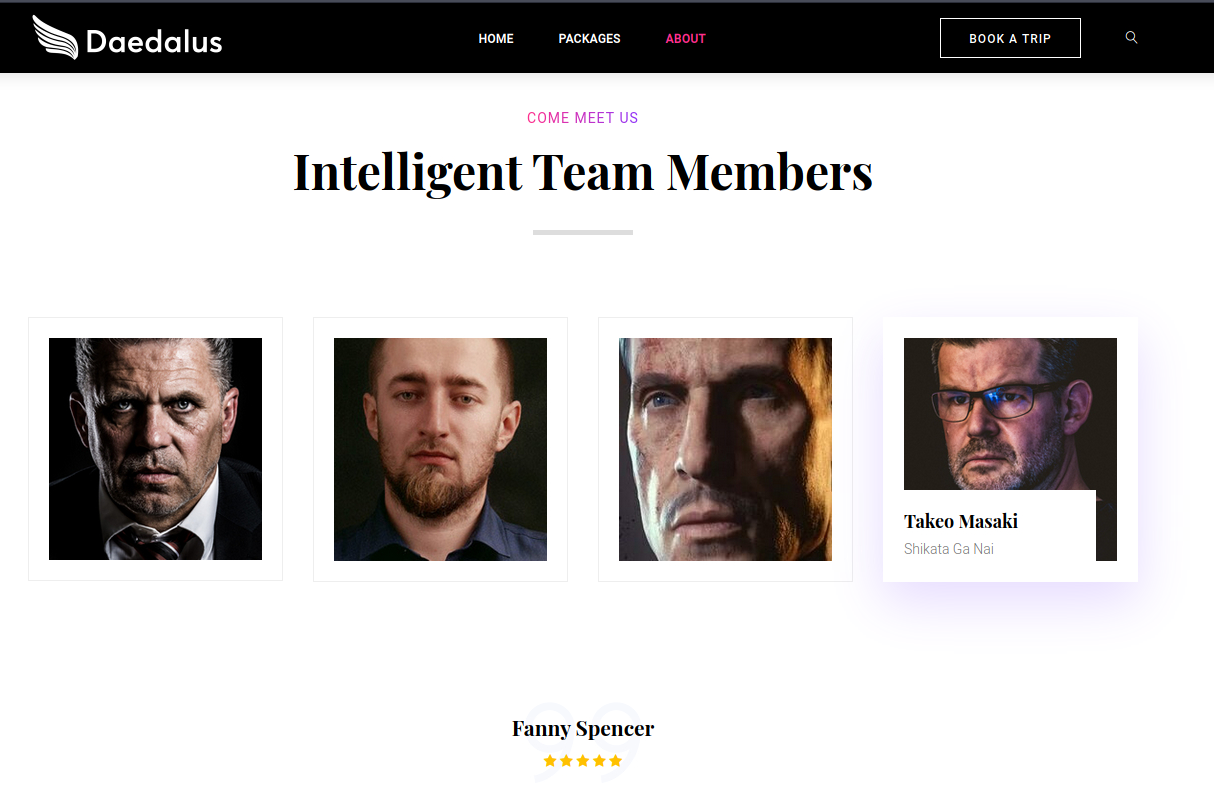 Daedalus
HOME PACKAGES ABOUT
BOOK A TRIP
COME MEET US
Intelligent Team Members
Takeo Masaki
Shikata Ga Nai
Fanny Spencer